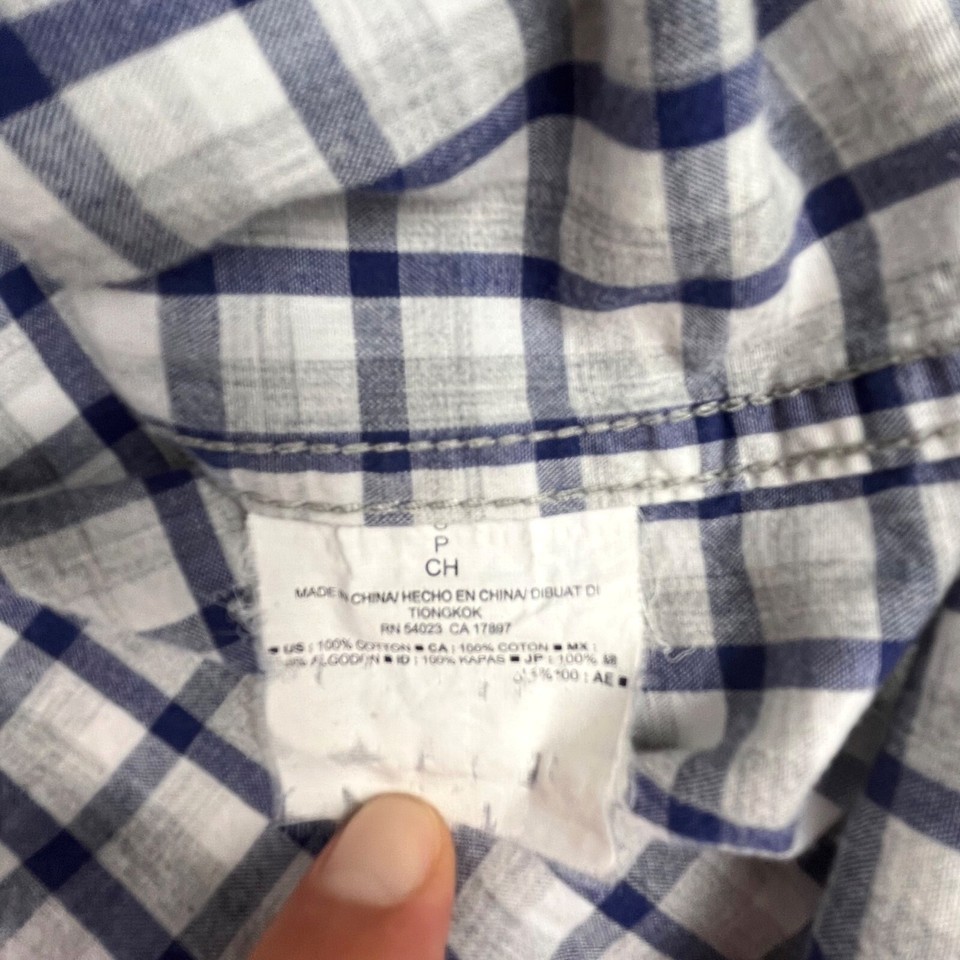 P
CH
MADE IN CHINA/ HECHO EN CHINA/ DIBUAT DI
TIONGKOK
RN 54023 CA 17897
US | 100% COTTON ■ CA | 100% COTON ■ MX |
ALGODON ■ ID | 100% KAPAS ■ JP | 100%
AE ■